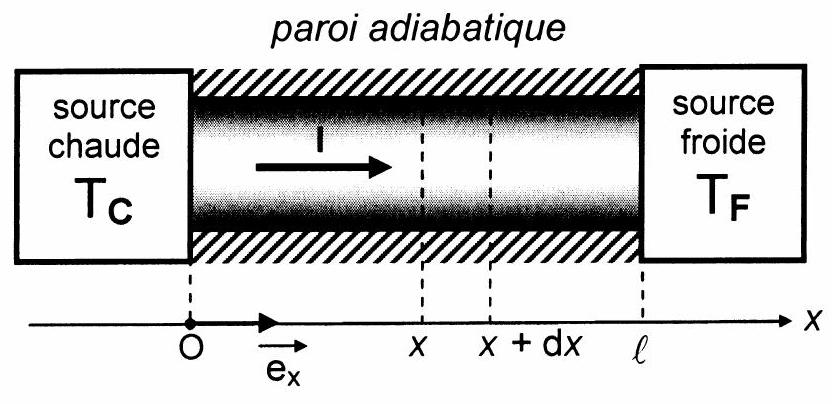 paroi adiabatique
source
chaude
T_C
I
source
froide
T_F
O
e_x
x
x + dx
ℓ
x